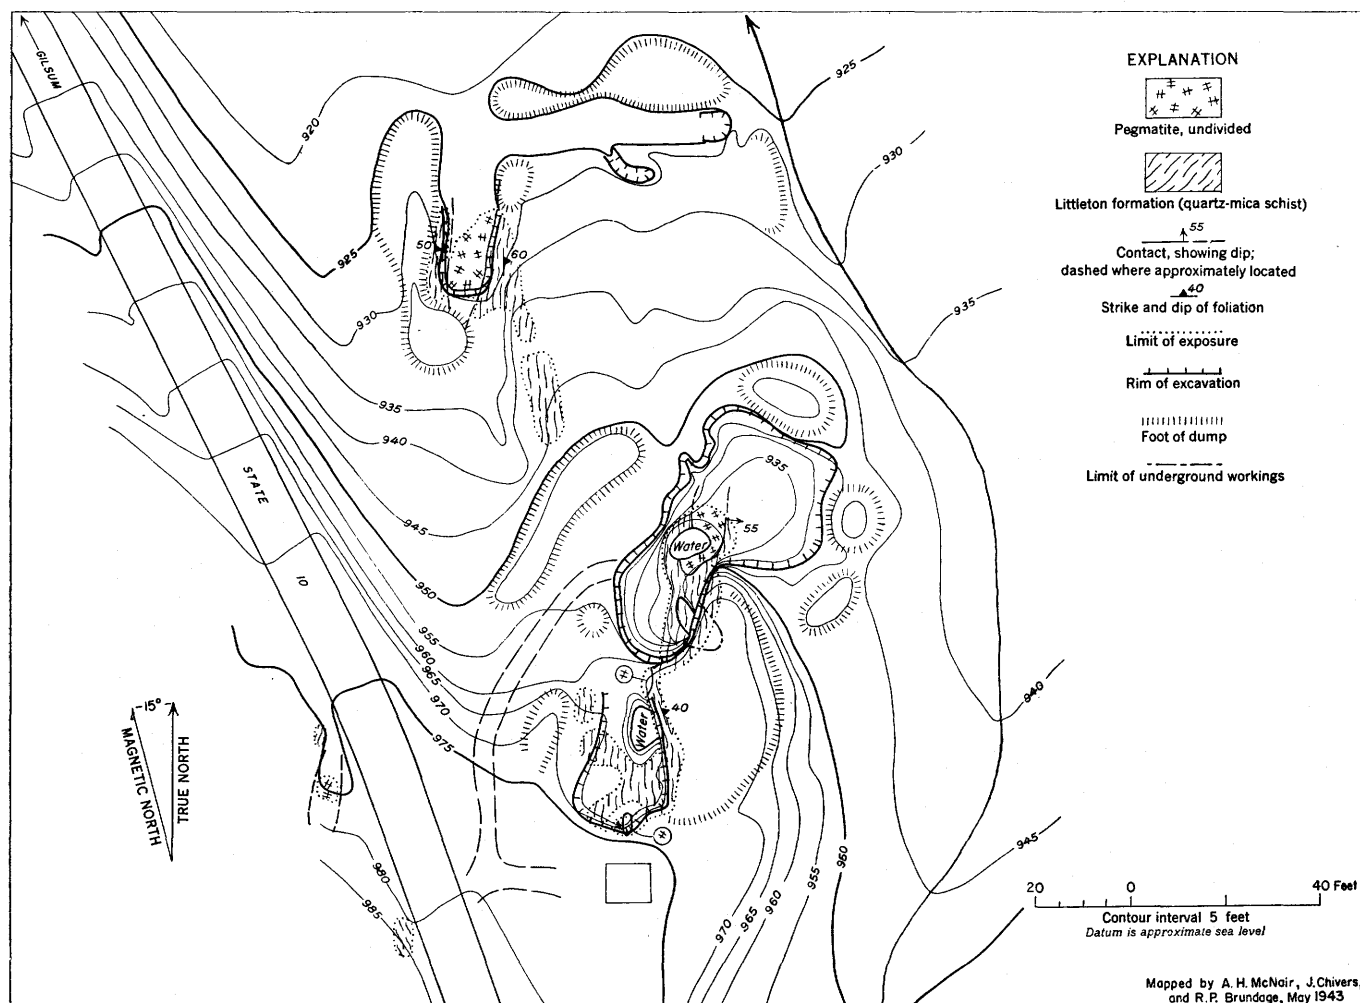 GILSUM
STATE
10
920
925
930
935
925
930
935
940
945
950
955
960
965
970
975
980
985
50
60
935
Water
55
Water
40
940
945
960
955
960
965
970
-15°
MAGNETIC NORTH
TRUE NORTH
EXPLANATION
Pegmatite, undivided
Littleton formation (quartz-mica schist)
55
Contact, showing dip;
dashed where approximately located
40
Strike and dip of foliation
Limit of exposure
Rim of excavation
Foot of dump
Limit of underground workings
20 0 40 Feet
Contour interval 5 feet
Datum is approximate sea level
Mapped by A. H. McNair, J. Chivers,
and R. P. Brundage, May 1943